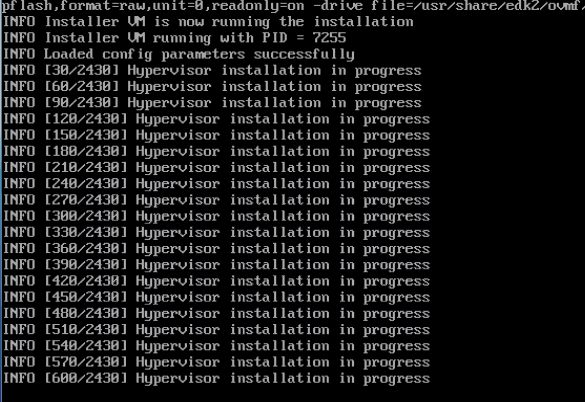 pflash,format=raw,unit=0,readonly=on -drive file=/usr/share/edk2/ovmf/
INFO Installer VM is now running the installation
INFO Installer VM running with PID = 7255
INFO Loaded config parameters successfully
INFO [30/2430] Hypervisor installation in progress
INFO [60/2430] Hypervisor installation in progress
INFO [90/2430] Hypervisor installation in progress
INFO [120/2430] Hypervisor installation in progress
INFO [150/2430] Hypervisor installation in progress
INFO [180/2430] Hypervisor installation in progress
INFO [210/2430] Hypervisor installation in progress
INFO [240/2430] Hypervisor installation in progress
INFO [270/2430] Hypervisor installation in progress
INFO [300/2430] Hypervisor installation in progress
INFO [330/2430] Hypervisor installation in progress
INFO [360/2430] Hypervisor installation in progress
INFO [390/2430] Hypervisor installation in progress
INFO [420/2430] Hypervisor installation in progress
INFO [450/2430] Hypervisor installation in progress
INFO [480/2430] Hypervisor installation in progress
INFO [510/2430] Hypervisor installation in progress
INFO [540/2430] Hypervisor installation in progress
INFO [570/2430] Hypervisor installation in progress
INFO [600/2430] Hypervisor installation in progress